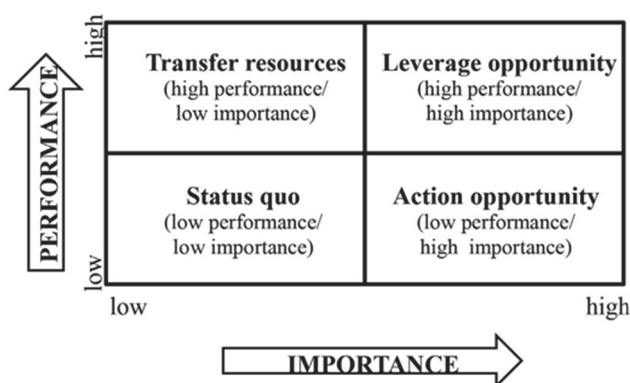 high
PERFORMANCE
low
Transfer resources
(high performance/
low importance)
Leverage opportunity
(high performance/
high importance)
Status quo
(low performance/
low importance)
Action opportunity
(low performance/
high importance)
low
high
IMPORTANCE